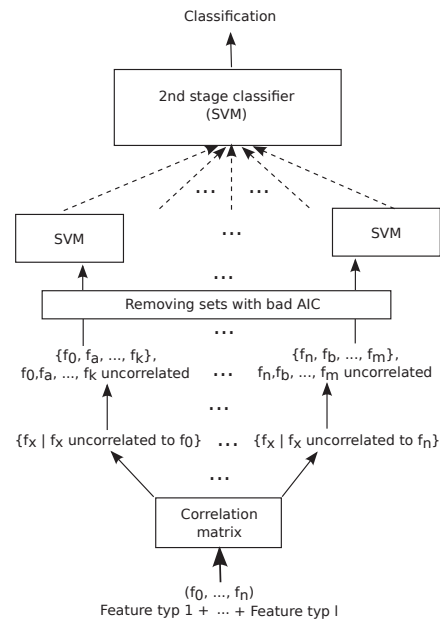 Classification
2nd stage classifier
(SVM)
... ...
SVM ... SVM
...
Removing sets with bad AIC
...
{f0, fa, ..., fk}, ... {fn, fb, ..., fm},
f0,fa, ..., fk uncorrelated ... fn,fb, ..., fm uncorrelated
...
{fx | fx uncorrelated to f0} ... {fx | fx uncorrelated to fn}
...
Correlation
matrix
(f0, ..., fn)
Feature typ 1 + ... + Feature typ l